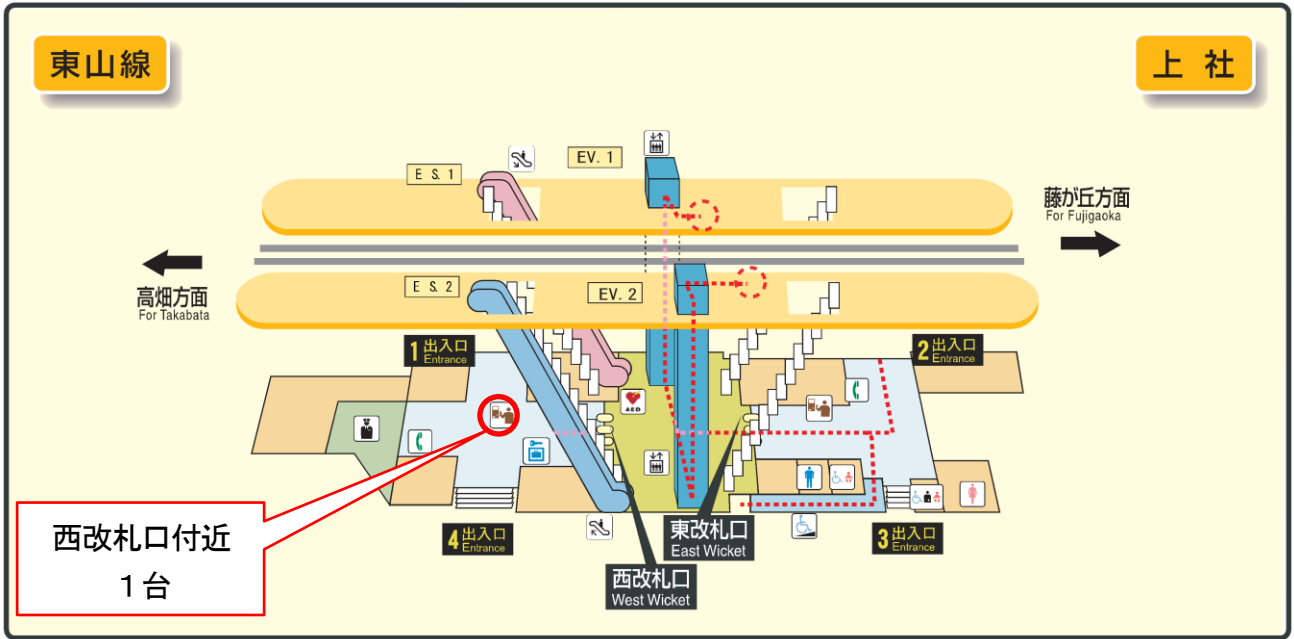 東山線
上社
EV. 1
E S. 1
藤が丘方面
For Fujigaoka
E S. 2
EV. 2
高畑方面
For Takabata
1 出入口
Entrance
2 出入口
Entrance
AED
西改札口付近
1台
4 出入口
Entrance
東改札口
East Wicket
3 出入口
Entrance
西改札口
West Wicket